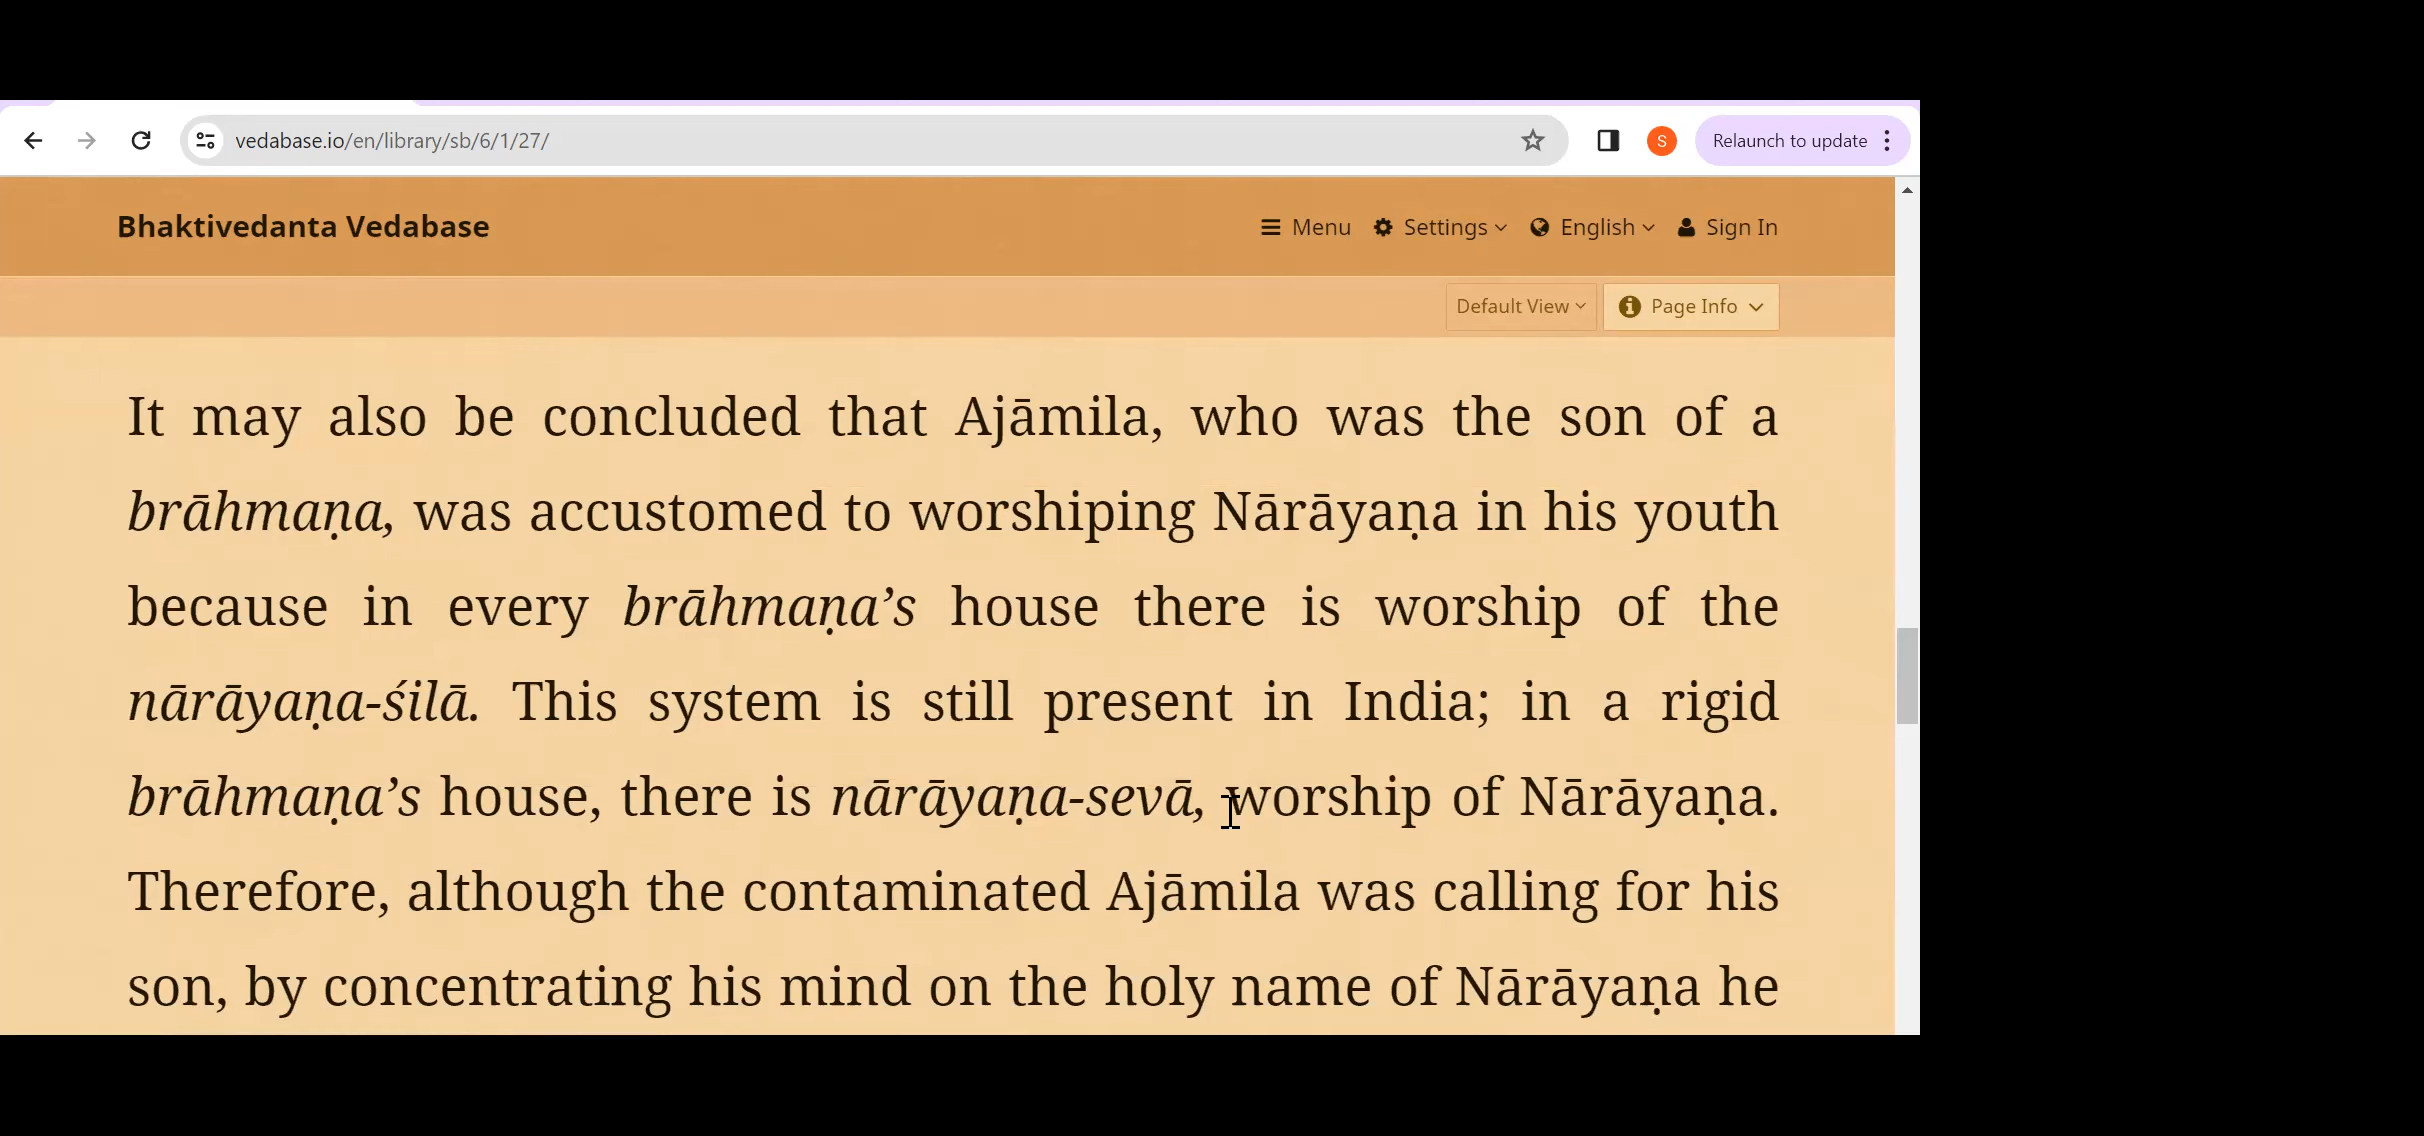 vedabase.io/en/library/sb/6/1/27/
S
Relaunch to update
Bhaktivedanta Vedabase
Menu Settings English Sign In
Default View Page Info
It may also be concluded that Ajāmila, who was the son of a
brāhmaṇa, was accustomed to worshiping Nārāyaṇa in his youth
because in every brāhmaṇa’s house there is worship of the
nārāyaṇa-śilā. This system is still present in India; in a rigid
brāhmaṇa’s house, there is nārāyaṇa-sevā, worship of Nārāyaṇa.
Therefore, although the contaminated Ajāmila was calling for his
son, by concentrating his mind on the holy name of Nārāyaṇa he